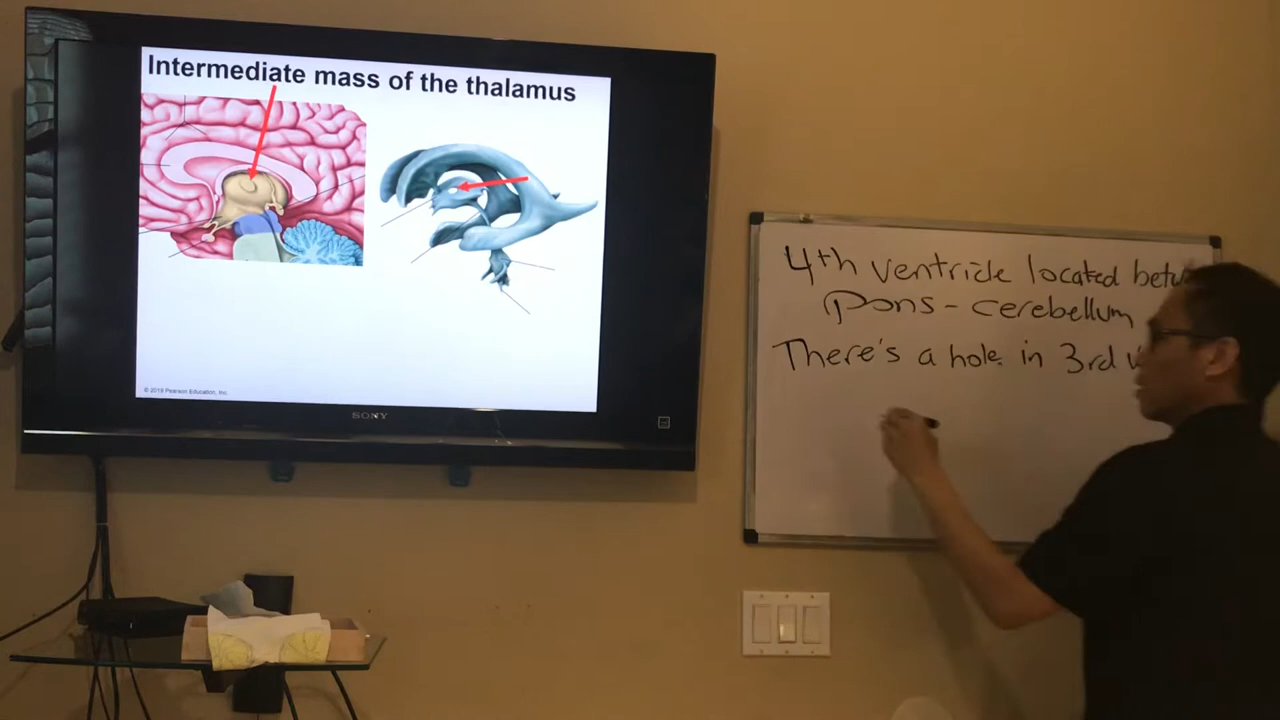 Intermediate mass of the thalamus
© 2019 Pearson Education, Inc.
SONY
4th ventricle located
Pons - cerebellum
There's a hole in 3rd